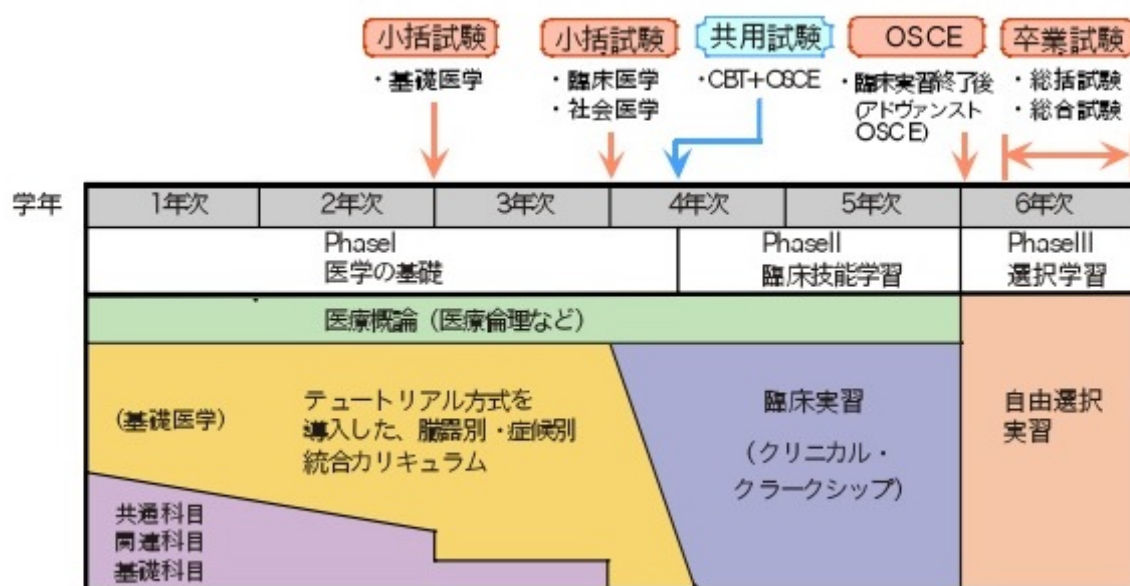 小括試験
・基礎医学
小括試験
・臨床医学
・社会医学
共用試験
・CBT+OSCE
OSCE
・臨床実習終了後
(アドヴァンスト
OSCE)
卒業試験
・総括試験
・総合試験
学年
1年次
2年次
3年次
4年次
5年次
6年次
PhaseI
医学の基礎
PhaseII
臨床技能学習
PhaseIII
選択学習
医療概論(医療倫理など)
(基礎医学)
テュートリアル方式を
導入した、臓器別・症候別
統合カリキュラム
臨床実習
(クリニカル・
クラークシップ)
自由選択
実習
共通科目
関連科目
基礎科目